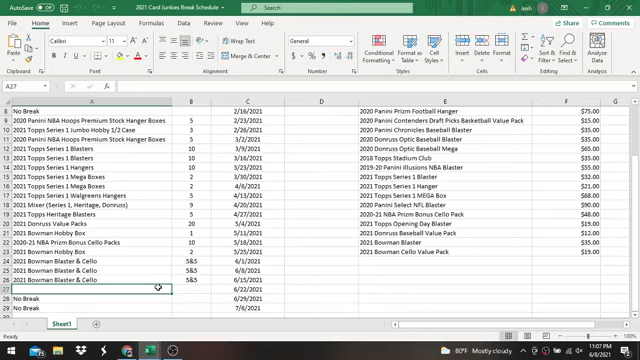 AutoSave Off 2021 Card Junkies Break Schedule Search Josh
File Home Insert Page Layout Formulas Data Review View Help Share Comments
Paste Calibri 11 Wrap Text General Conditional Formatting Format as Table Cell Styles Insert Delete Format Sort & Filter Find & Select
B I U Merge & Center $ %
Clipboard Font Alignment Number Styles Cells Editing
A27 fx
A B C D E F G
8 No Break 2/16/2021 2020 Panini Prizm Football Hanger $75.00
9 2020 Panini NBA Hoops Premium Stock Hanger Boxes 5 2/23/2021 2020 Panini Contenders Draft Picks Basketball Value Pack $15.00
10 2021 Topps Series 1 Jumbo Hobby 1/2 Case 3 2/26/2021 2020 Panini Chronicles Baseball Blaster $35.00
11 2020 Panini NBA Hoops Premium Stock Hanger Boxes 5 3/2/2021 2020 Donruss Optic Baseball Blaster $35.00
12 2021 Topps Series 1 Blasters 10 3/9/2021 2020 Donruss Optic Baseball Mega $65.00
13 2021 Topps Series 1 Blasters 10 3/16/2021 2018 Topps Stadium Club $35.00
14 2021 Topps Series 1 Hangers 10 3/23/2021 2019-20 Panini Illusions NBA Blaster $55.00
15 2021 Topps Series 1 Mega Boxes 2 3/30/2021 2021 Topps Series 1 Blaster $32.00
16 2021 Topps Series 1 Mega Boxes 2 4/6/2021 2021 Topps Series 1 Hanger $21.00
17 2021 Topps Series 1 Walgreens Hangers 5 4/13/2021 2021 Topps Series 1 MEGA Box $68.00
18 2021 Mixer (Series 1, Heritage, Donruss) 9 4/20/2021 2020 Panini Select NFL Blaster $90.00
19 2021 Topps Heritage Blasters 5 4/27/2021 2020-21 NBA Prizm Bonus Cello Pack $48.00
20 2021 Donruss Value Packs 20 5/4/2021 2021 Topps Opening Day Blaster $19.00
21 2021 Bowman Hobby Box 1 5/11/2021 2021 Donruss Baseball Value Pack $12.00
22 2020-21 NBA Prizm Bonus Cello Packs 10 5/18/2021 2021 Bowman Blaster $35.00
23 2021 Bowman Hobby Box 2 5/25/2021 2021 Bowman Cello Value Pack $19.00
24 2021 Bowman Blaster & Cello 5&5 6/1/2021
25 2021 Bowman Blaster & Cello 5&5 6/8/2021
26 2021 Bowman Blaster & Cello 5&5 6/15/2021
27 6/22/2021
28 No Break 6/29/2021
29 No Break 7/6/2021
Sheet1
100%
80°F Mostly cloudy 11:07 PM
6/8/2021